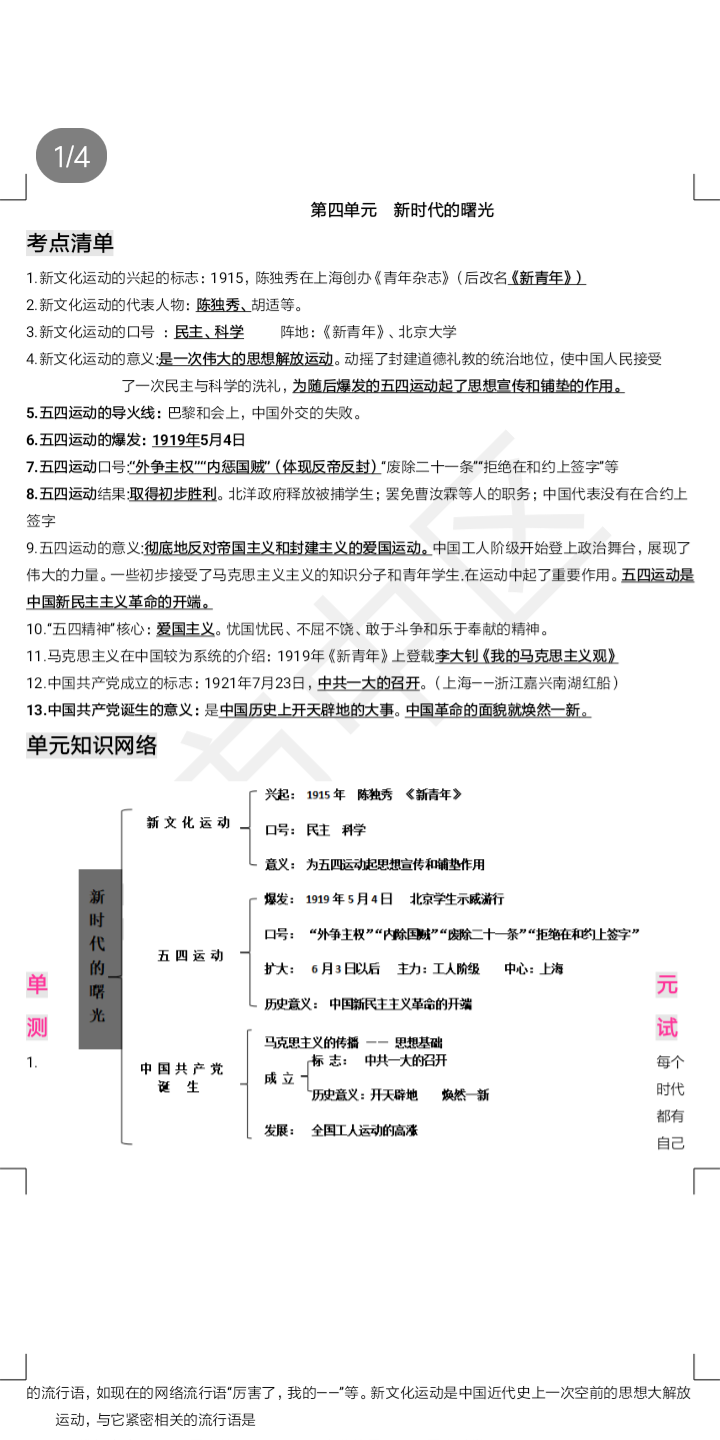 1/4
第四单元 新时代的曙光
考点清单
1.新文化运动的兴起的标志：1915，陈独秀在上海创办《青年杂志》（后改名《新青年》）
2.新文化运动的代表人物：陈独秀、胡适等。
3.新文化运动的口号 ：民主、科学 阵地：《新青年》、北京大学
4.新文化运动的意义:是一次伟大的思想解放运动。动摇了封建道德礼教的统治地位，使中国人民接受
了一次民主与科学的洗礼，为随后爆发的五四运动起了思想宣传和铺垫的作用。
5.五四运动的导火线：巴黎和会上，中国外交的失败。
6.五四运动的爆发：1919年5月4日
7.五四运动口号:“外争主权”“内惩国贼”（体现反帝反封）“废除二十一条”“拒绝在和约上签字”等
8.五四运动结果:取得初步胜利。北洋政府释放被捕学生；罢免曹汝霖等人的职务；中国代表没有在合约上
签字
9.五四运动的意义:彻底地反对帝国主义和封建主义的爱国运动。中国工人阶级开始登上政治舞台，展现了
伟大的力量。一些初步接受了马克思主义主义的知识分子和青年学生.在运动中起了重要作用。五四运动是
中国新民主主义革命的开端。
10.“五四精神”核心：爱国主义。忧国忧民、不屈不饶、敢于斗争和乐于奉献的精神。
11.马克思主义在中国较为系统的介绍：1919年《新青年》上登载李大钊《我的马克思主义观》
12.中国共产党成立的标志：1921年7月23日，中共一大的召开。（上海——浙江嘉兴南湖红船）
13.中国共产党诞生的意义：是中国历史上开天辟地的大事。中国革命的面貌就焕然一新。
单元知识网络
新时代的曙光
新文化运动
兴起： 1915 年 陈独秀 《新青年》
口号： 民主 科学
意义： 为五四运动起思想宣传和铺垫作用
五四运动
爆发： 1919 年 5 月 4 日 北京学生示威游行
口号： “外争主权”“内除国贼”“废除二十一条”“拒绝在和约上签字”
扩大： 6 月 3 日以后 主力：工人阶级 中心：上海
历史意义： 中国新民主主义革命的开端
中国共产党
诞 生
马克思主义的传播 —— 思想基础
成 立
标 志： 中共一大的召开
历史意义：开天辟地 焕然一新
发展： 全国工人运动的高涨
单 元
测 试
1. 每个
时代
都有
自己
的流行语，如现在的网络流行语“厉害了，我的——”等。新文化运动是中国近代史上一次空前的思想大解放
运动，与它紧密相关的流行语是